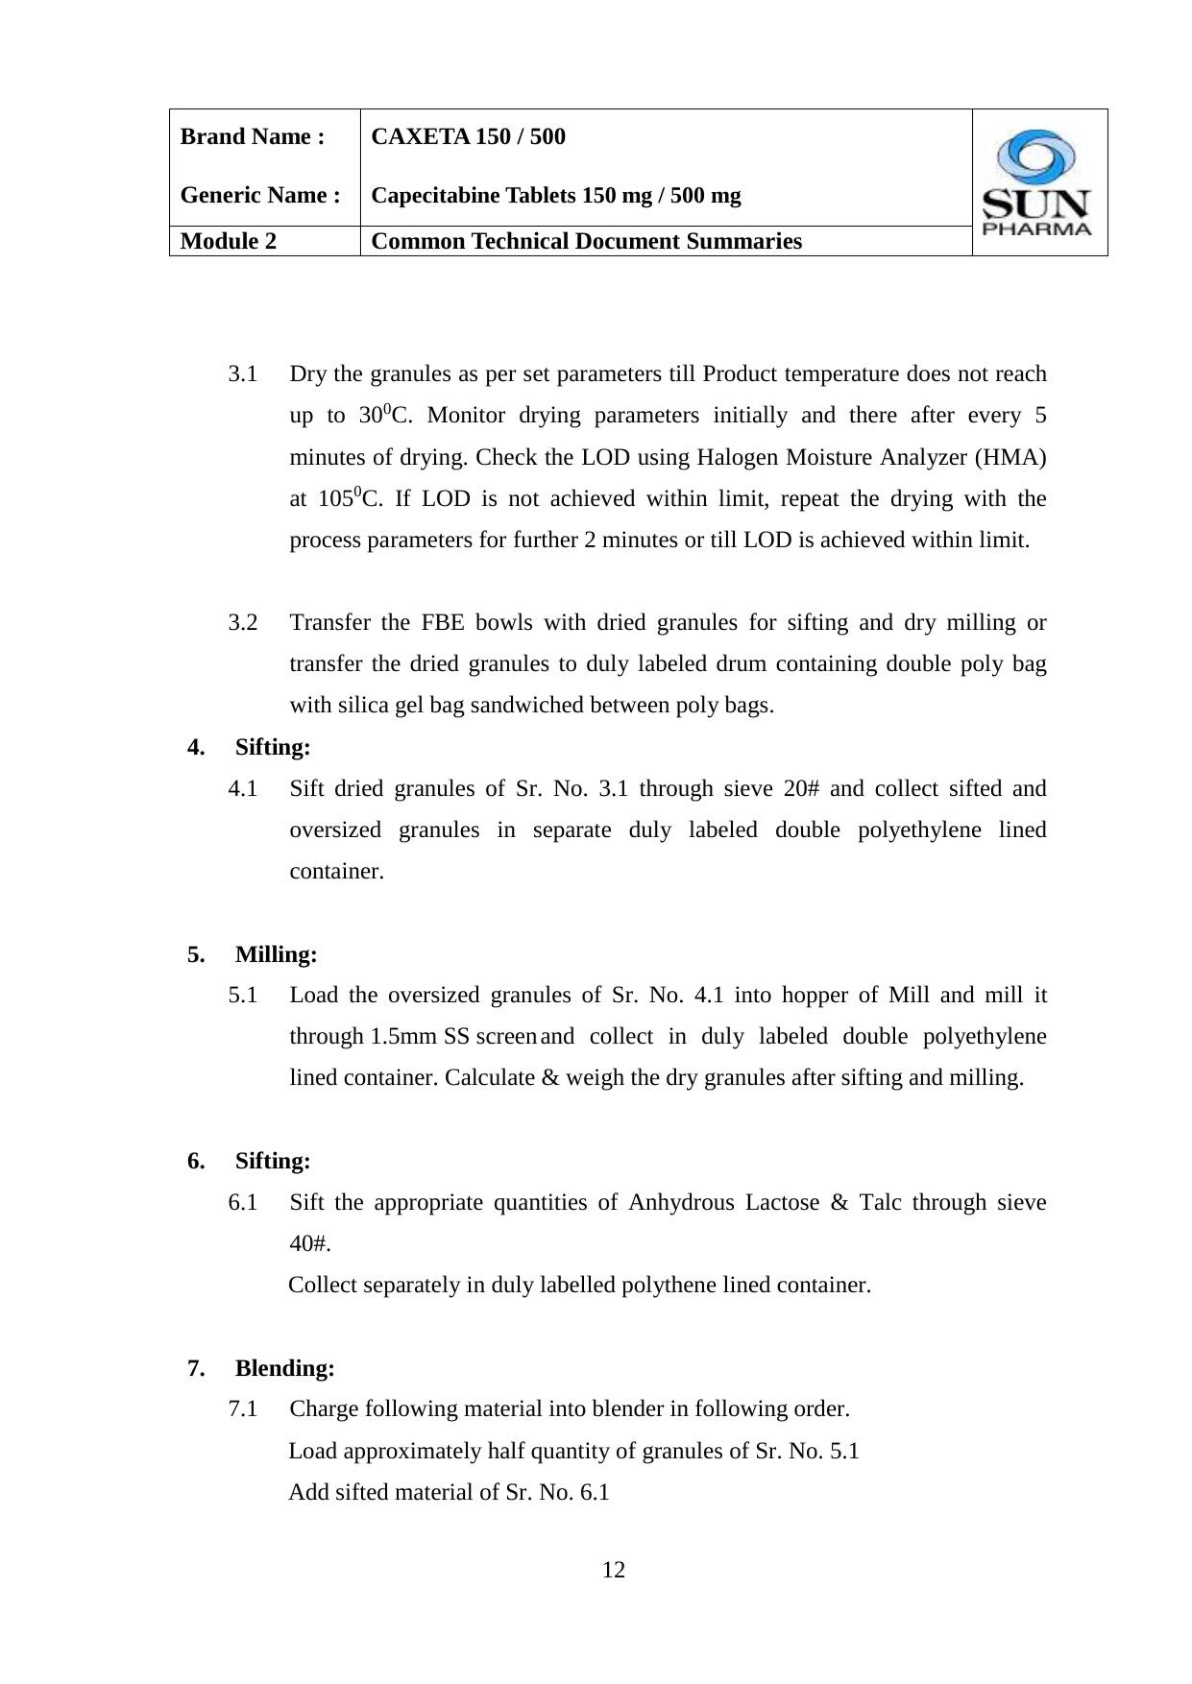 Brand Name :
CAXETA 150 / 500
Generic Name :
Capecitabine Tablets 150 mg / 500 mg
SUN
PHARMA
Module 2
Common Technical Document Summaries
3.1 Dry the granules as per set parameters till Product temperature does not reach
up to 30⁰C. Monitor drying parameters initially and there after every 5
minutes of drying. Check the LOD using Halogen Moisture Analyzer (HMA)
at 105⁰C. If LOD is not achieved within limit, repeat the drying with the
process parameters for further 2 minutes or till LOD is achieved within limit.
3.2 Transfer the FBE bowls with dried granules for sifting and dry milling or
transfer the dried granules to duly labeled drum containing double poly bag
with silica gel bag sandwiched between poly bags.
4. Sifting:
4.1 Sift dried granules of Sr. No. 3.1 through sieve 20# and collect sifted and
oversized granules in separate duly labeled double polyethylene lined
container.
5. Milling:
5.1 Load the oversized granules of Sr. No. 4.1 into hopper of Mill and mill it
through 1.5mm SS screen and collect in duly labeled double polyethylene
lined container. Calculate & weigh the dry granules after sifting and milling.
6. Sifting:
6.1 Sift the appropriate quantities of Anhydrous Lactose & Talc through sieve
40#.
Collect separately in duly labelled polythene lined container.
7. Blending:
7.1 Charge following material into blender in following order.
Load approximately half quantity of granules of Sr. No. 5.1
Add sifted material of Sr. No. 6.1
12